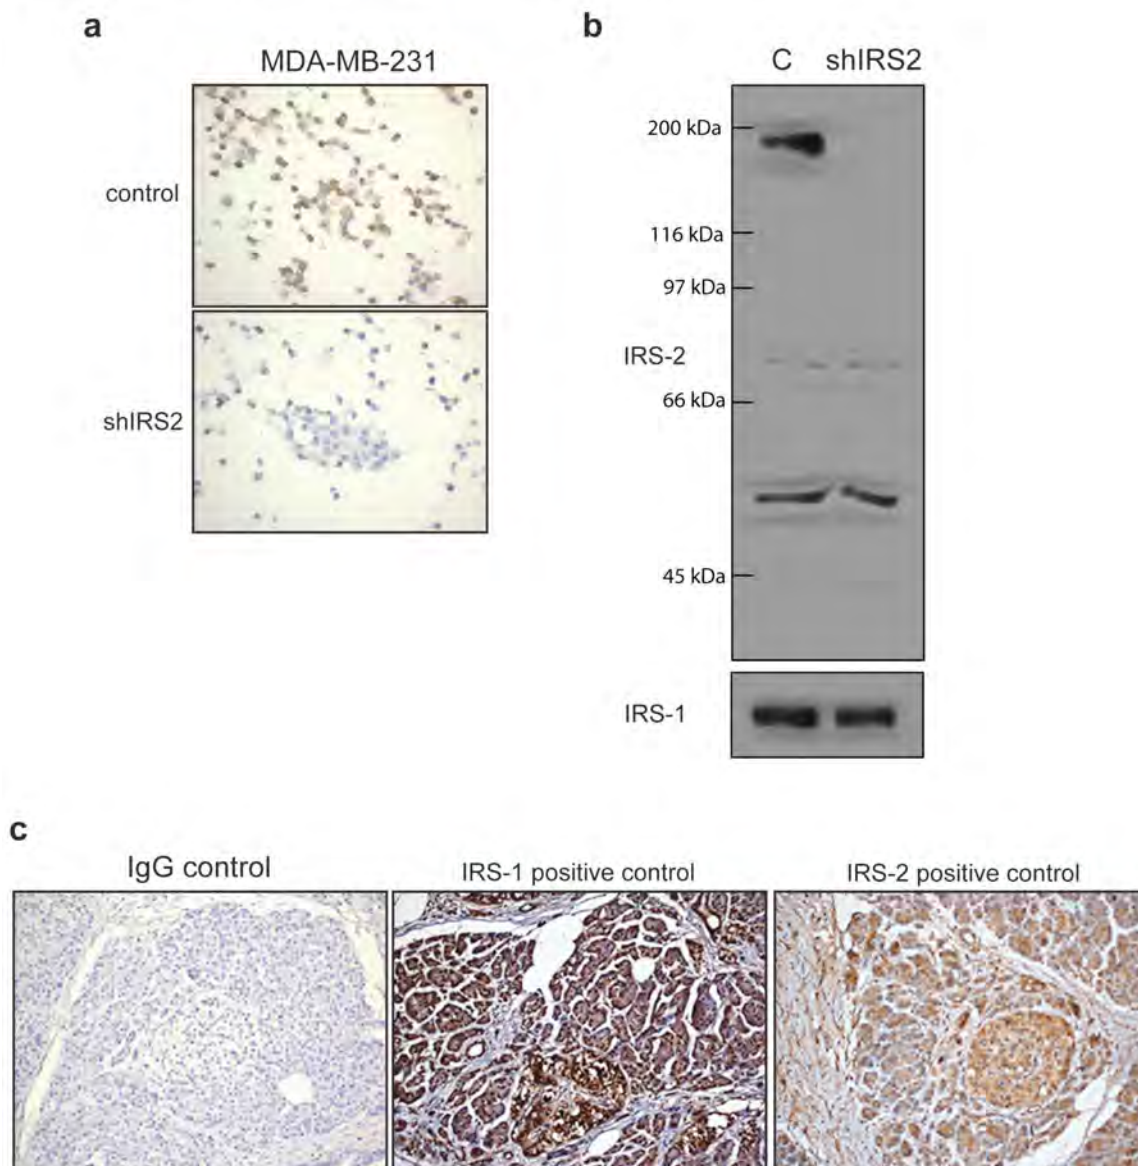 a
MDA-MB-231
control
shIRS2
b
C shIRS2
200 kDa
116 kDa
97 kDa
IRS-2
66 kDa
45 kDa
IRS-1
c
IgG control
IRS-1 positive control
IRS-2 positive control